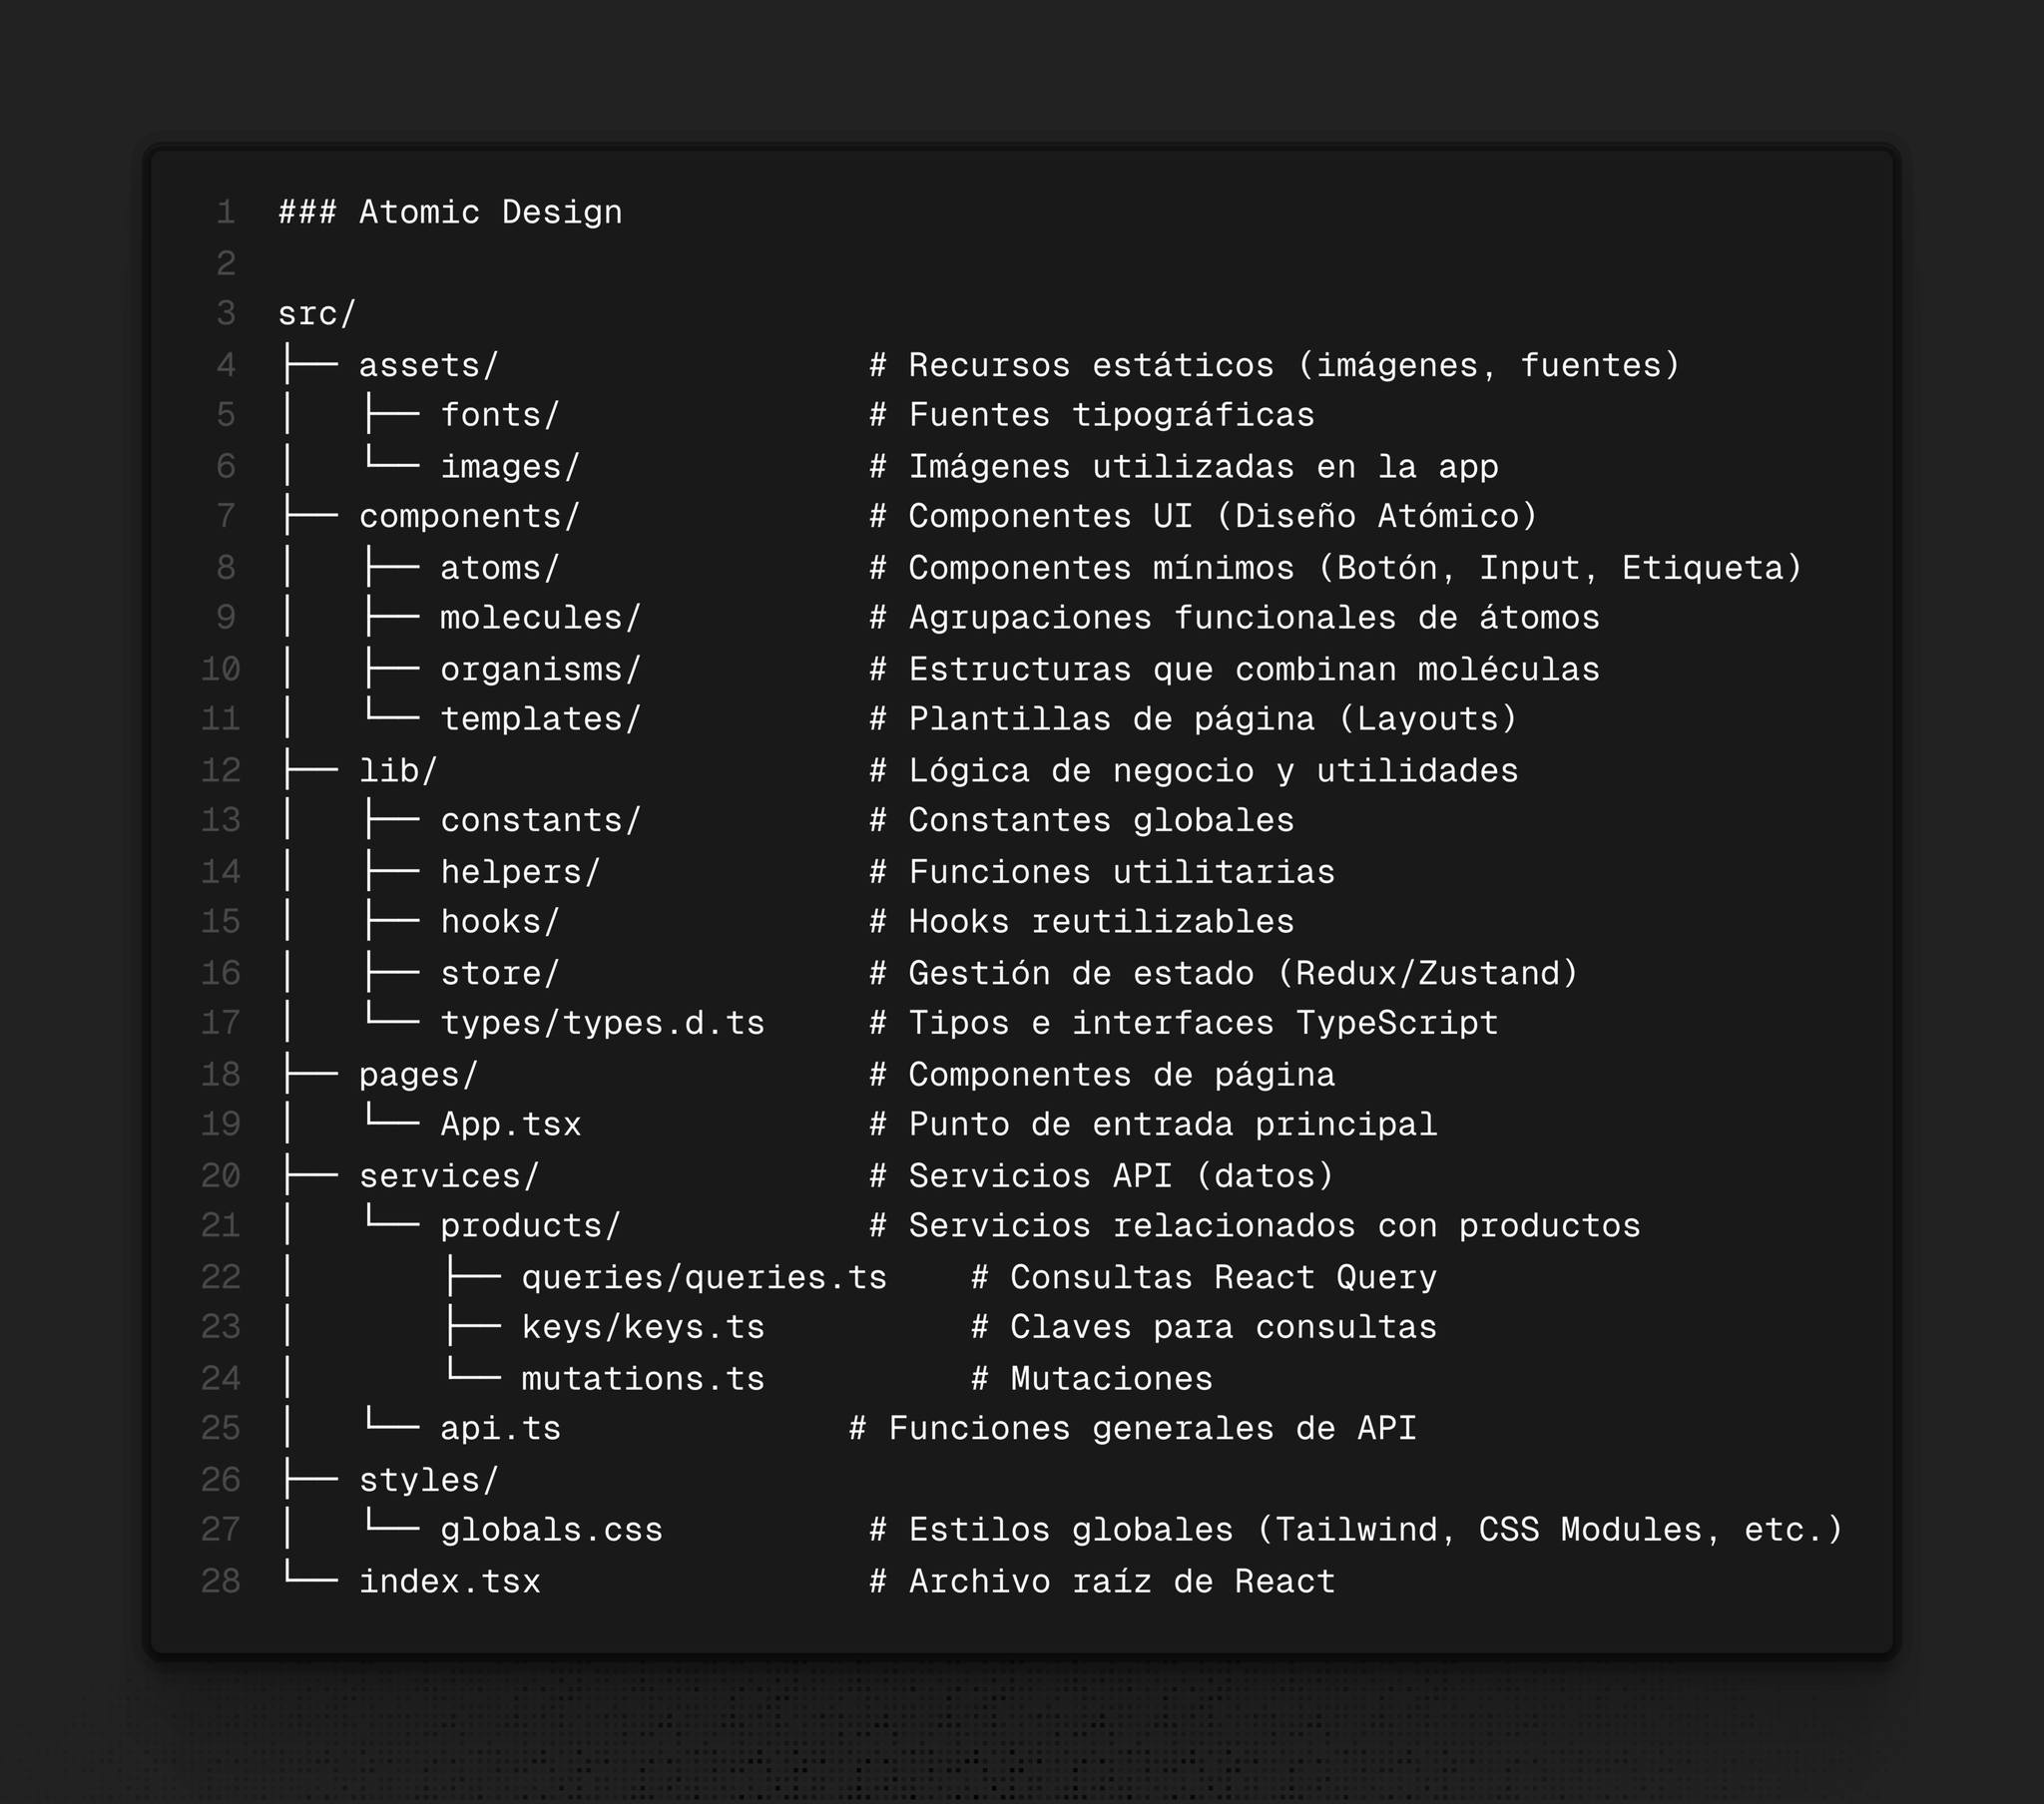 1 ### Atomic Design
2
3 src/
4 ├── assets/                  # Recursos estáticos (imágenes, fuentes)
5 │   ├── fonts/               # Fuentes tipográficas
6 │   └── images/              # Imágenes utilizadas en la app
7 ├── components/              # Componentes UI (Diseño Atómico)
8 │   ├── atoms/               # Componentes mínimos (Botón, Input, Etiqueta)
9 │   ├── molecules/           # Agrupaciones funcionales de átomos
10 │   ├── organisms/           # Estructuras que combinan moléculas
11 │   └── templates/           # Plantillas de página (Layouts)
12 ├── lib/                     # Lógica de negocio y utilidades
13 │   ├── constants/           # Constantes globales
14 │   ├── helpers/             # Funciones utilitarias
15 │   ├── hooks/               # Hooks reutilizables
16 │   ├── store/               # Gestión de estado (Redux/Zustand)
17 │   └── types/types.d.ts     # Tipos e interfaces TypeScript
18 ├── pages/                   # Componentes de página
19 │   └── App.tsx              # Punto de entrada principal
20 ├── services/                # Servicios API (datos)
21 │   └── products/            # Servicios relacionados con productos
22 │       ├── queries/queries.ts    # Consultas React Query
23 │       ├── keys/keys.ts          # Claves para consultas
24 │       └── mutations.ts          # Mutaciones
25 │   └── api.ts              # Funciones generales de API
26 ├── styles/
27 │   └── globals.css          # Estilos globales (Tailwind, CSS Modules, etc.)
28 └── index.tsx                # Archivo raíz de React